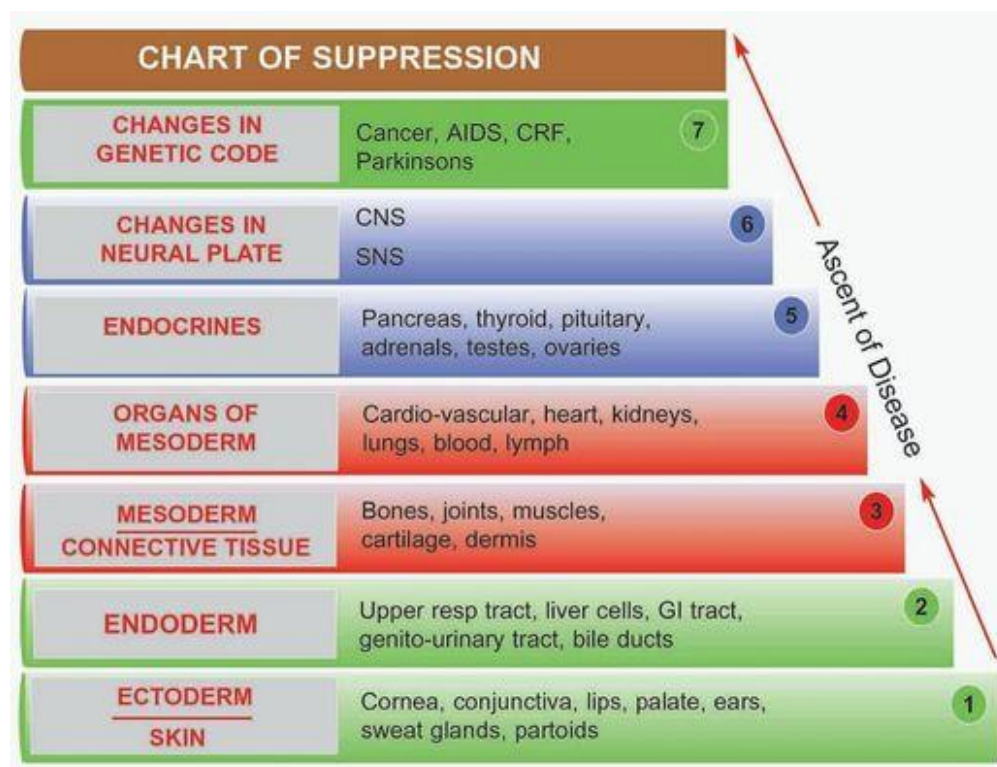 CHART OF SUPPRESSION
CHANGES IN
GENETIC CODE
Cancer, AIDS, CRF,
Parkinsons
7
CHANGES IN
NEURAL PLATE
CNS
SNS
6
ENDOCRINES
Pancreas, thyroid, pituitary,
adrenals, testes, ovaries
5
ORGANS OF
MESODERM
Cardio-vascular, heart, kidneys,
lungs, blood, lymph
4
MESODERM
CONNECTIVE TISSUE
Bones, joints, muscles,
cartilage, dermis
3
ENDODERM
Upper resp tract, liver cells, GI tract,
genito-urinary tract, bile ducts
2
ECTODERM
SKIN
Cornea, conjunctiva, lips, palate, ears,
sweat glands, partoids
1
Ascent of Disease